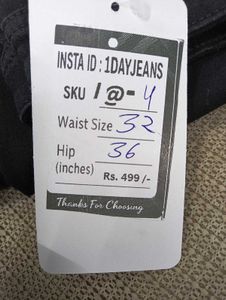 INSTA ID : 1DAYJEANS
SKU 1@-4
Waist Size 32
Hip 36
(inches) Rs. 499 /-
Thanks For Choosing